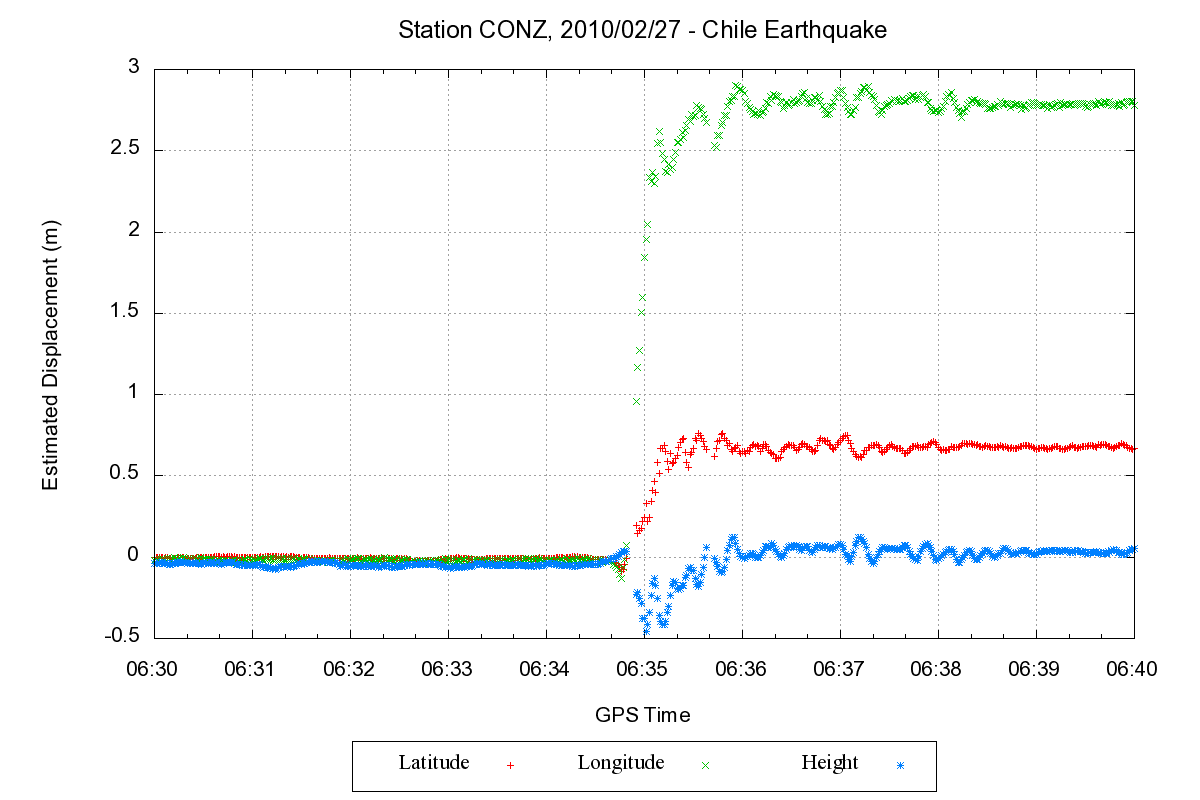 Station CONZ, 2010/02/27 - Chile Earthquake
3
2.5
2
1.5
1
0.5
0
-0.5
Estimated Displacement (m)
06:30 06:31 06:32 06:33 06:34 06:35 06:36 06:37 06:38 06:39 06:40
GPS Time
Latitude Longitude Height